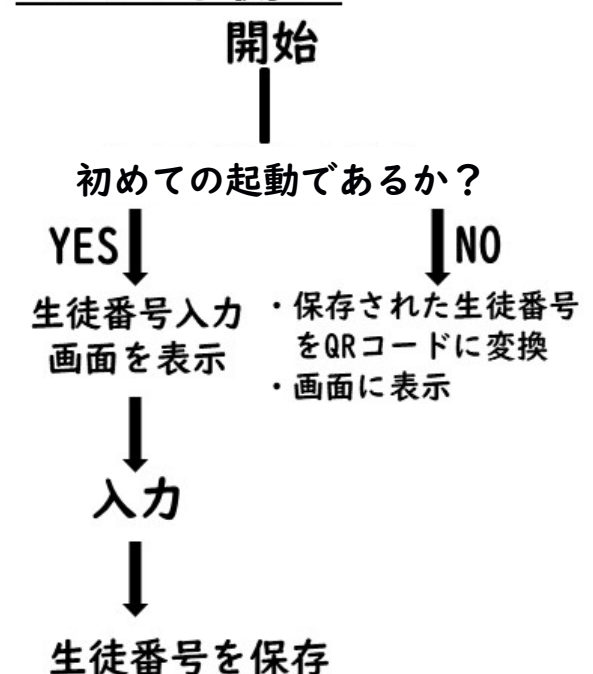 開始
初めての起動であるか？
YES
NO
生徒番号入力
画面を表示
・保存された生徒番号
をQRコードに変換
・画面に表示
入力
生徒番号を保存